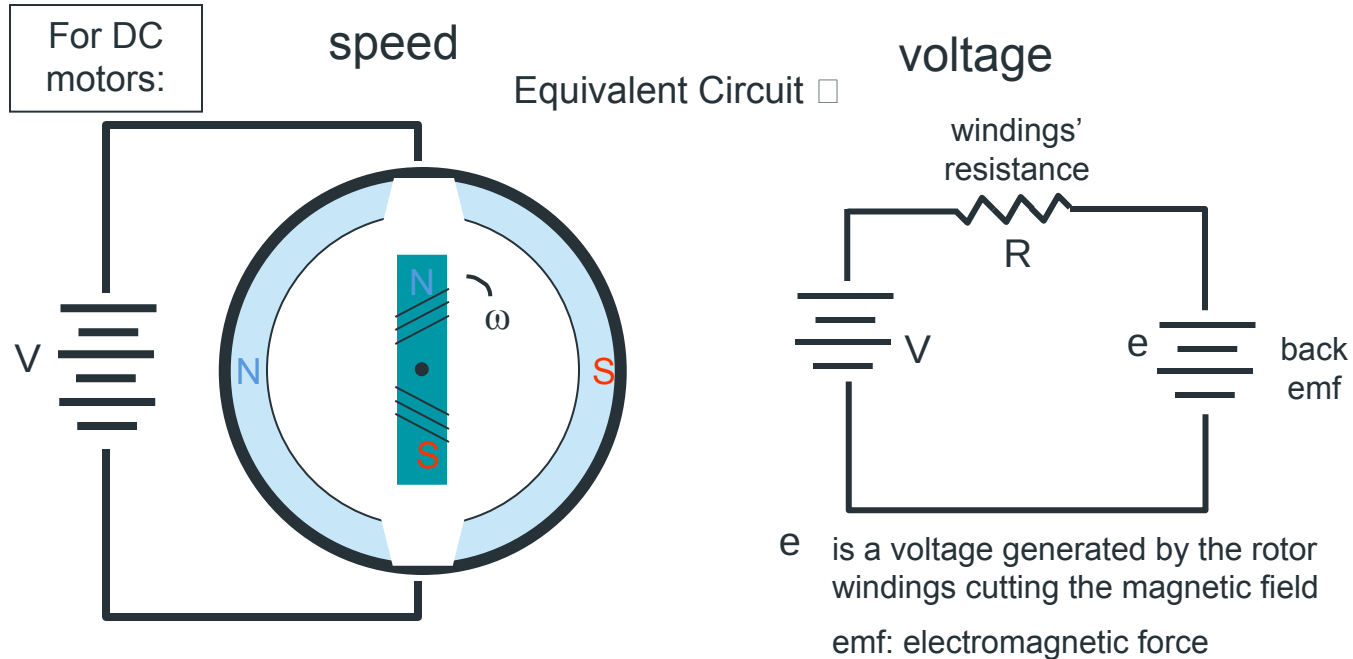 For DC
motors:
speed
Equivalent Circuit □
voltage
windings’
resistance
R
V
N
ω
N
S
S
V
e
back
emf
e is a voltage generated by the rotor
windings cutting the magnetic field
emf: electromagnetic force